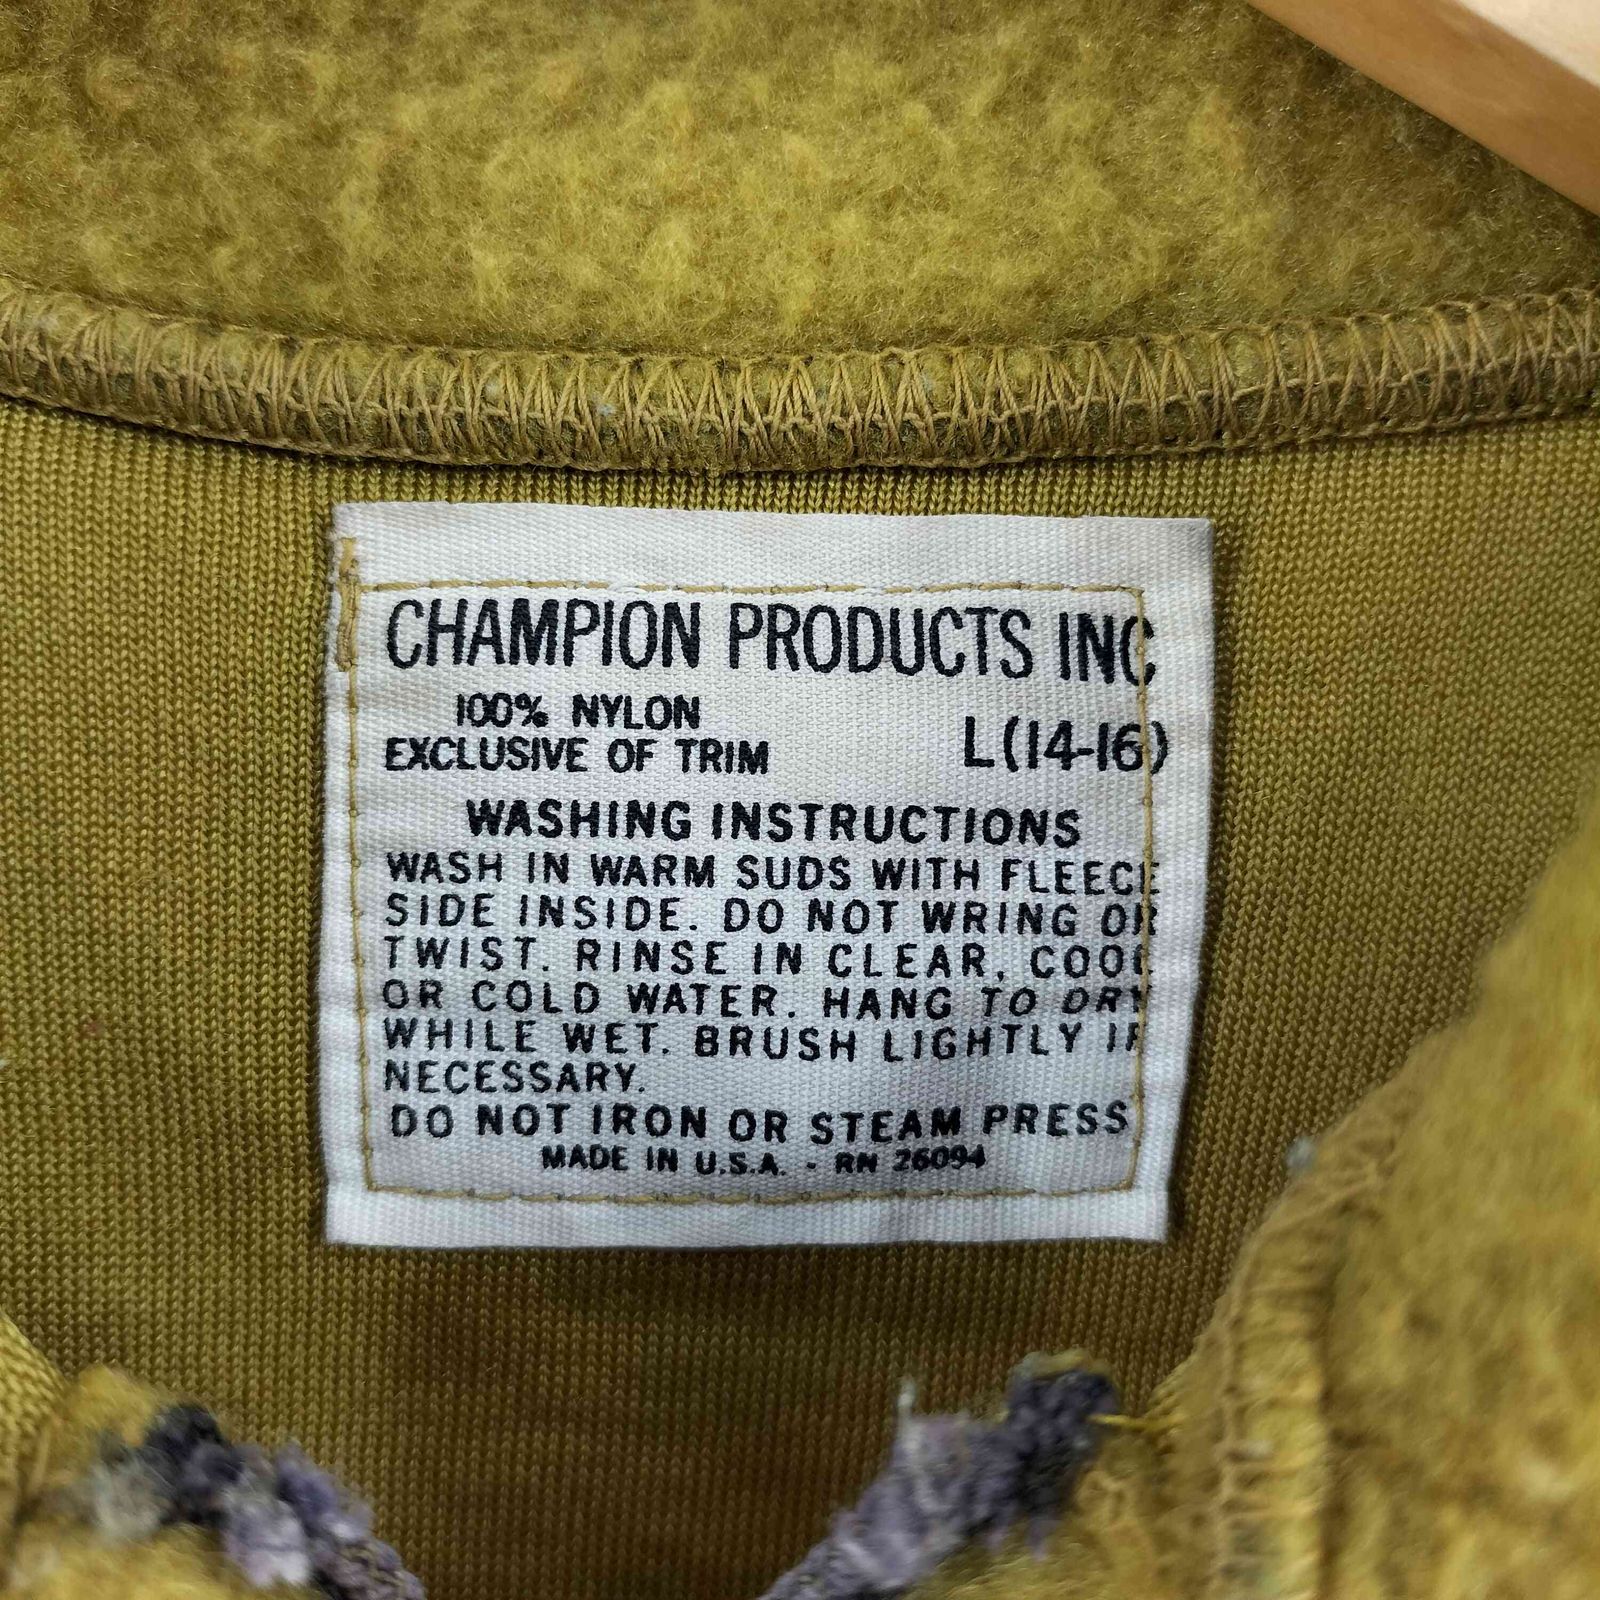 CHAMPION PRODUCTS INC
100% NYLON
EXCLUSIVE OF TRIM
L(14-16)
WASHING INSTRUCTIONS
WASH IN WARM SUDS WITH FLEECE
SIDE INSIDE. DO NOT WRING OR
TWIST. RINSE IN CLEAR, COOL
OR COLD WATER. HANG TO DRY
WHILE WET. BRUSH LIGHTLY IF
NECESSARY.
DO NOT IRON OR STEAM PRESS
MADE IN U.S.A. - RN 26094